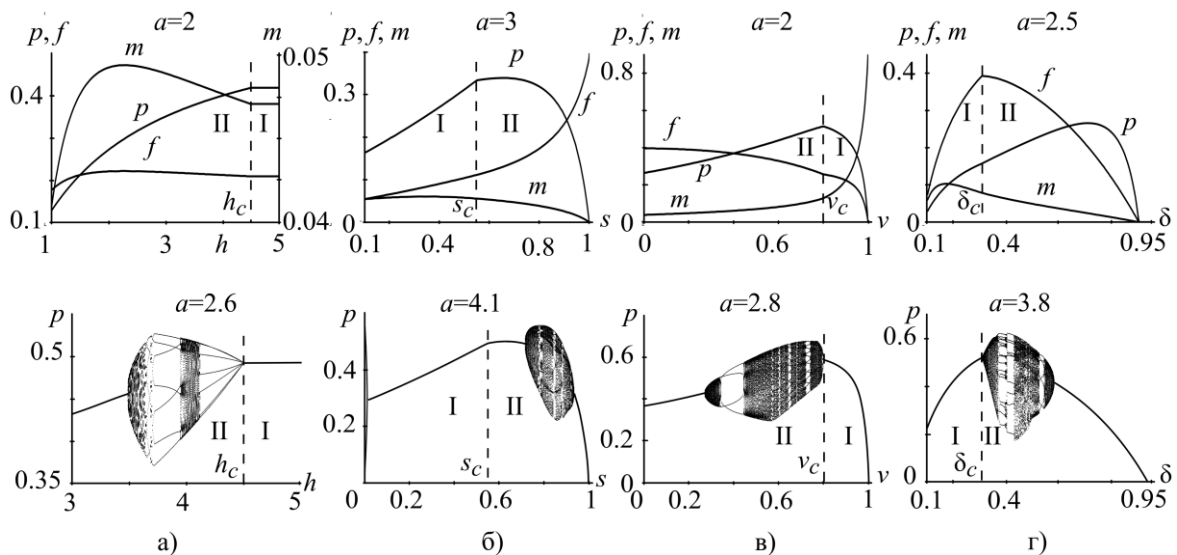 a=2
p, f
m
0.05
m
0.4
p
II
I
f
h_c
0.1
0.04
1
3
h
5
a=3
p, f, m
p
0.3
f
I
II
m
s_c
0
0.1
0.4
0.8
s
1
a=2
p, f, m
0.8
f
0.4
II
I
p
m
v_c
0
0
0.6
v
1
a=2.5
p, f, m
0.4
f
I
II
p
m
δ_c
0
0.1
0.4
0.95
δ
a=2.6
p
0.5
II
I
h_c
0.35
3
4
5
h
a=4.1
p
0.4
I
II
0.2
s_c
0
0.2
0.6
s
1
a=2.8
p
0.6
0.4
0.2
II
I
v_c
0
0
0.2
0.6
v
1
a=3.8
p
0.6
I
II
δ_c
0
0.1
0.4
0.95
δ
а)
б)
в)
г)